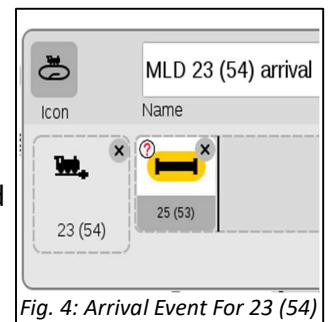 MLD 23 (54) arrival
Icon
Name
x
?
x
23 (54)
25 (53)
d
Fig. 4: Arrival Event For 23 (54)